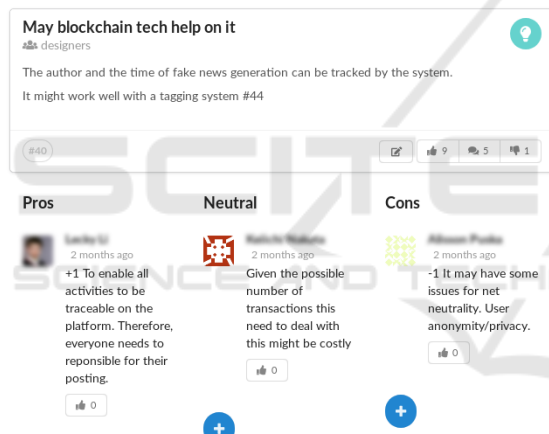 May blockchain tech help on it
designers
The author and the time of fake news generation can be tracked by the system.
It might work well with a tagging system #44
#40
9
5
1
Pros
2 months ago
+1 To enable all
activities to be
traceable on the
platform. Therefore,
everyone needs to
reponsible for their
posting.
0
Neutral
2 months ago
Given the possible
number of
transactions this
need to deal with
this might be costly
0
+
Cons
2 months ago
-1 It may have some
issues for net
neutrality. User
anonymity/privacy.
0
+
SCITE
SCIENCE AND TECH